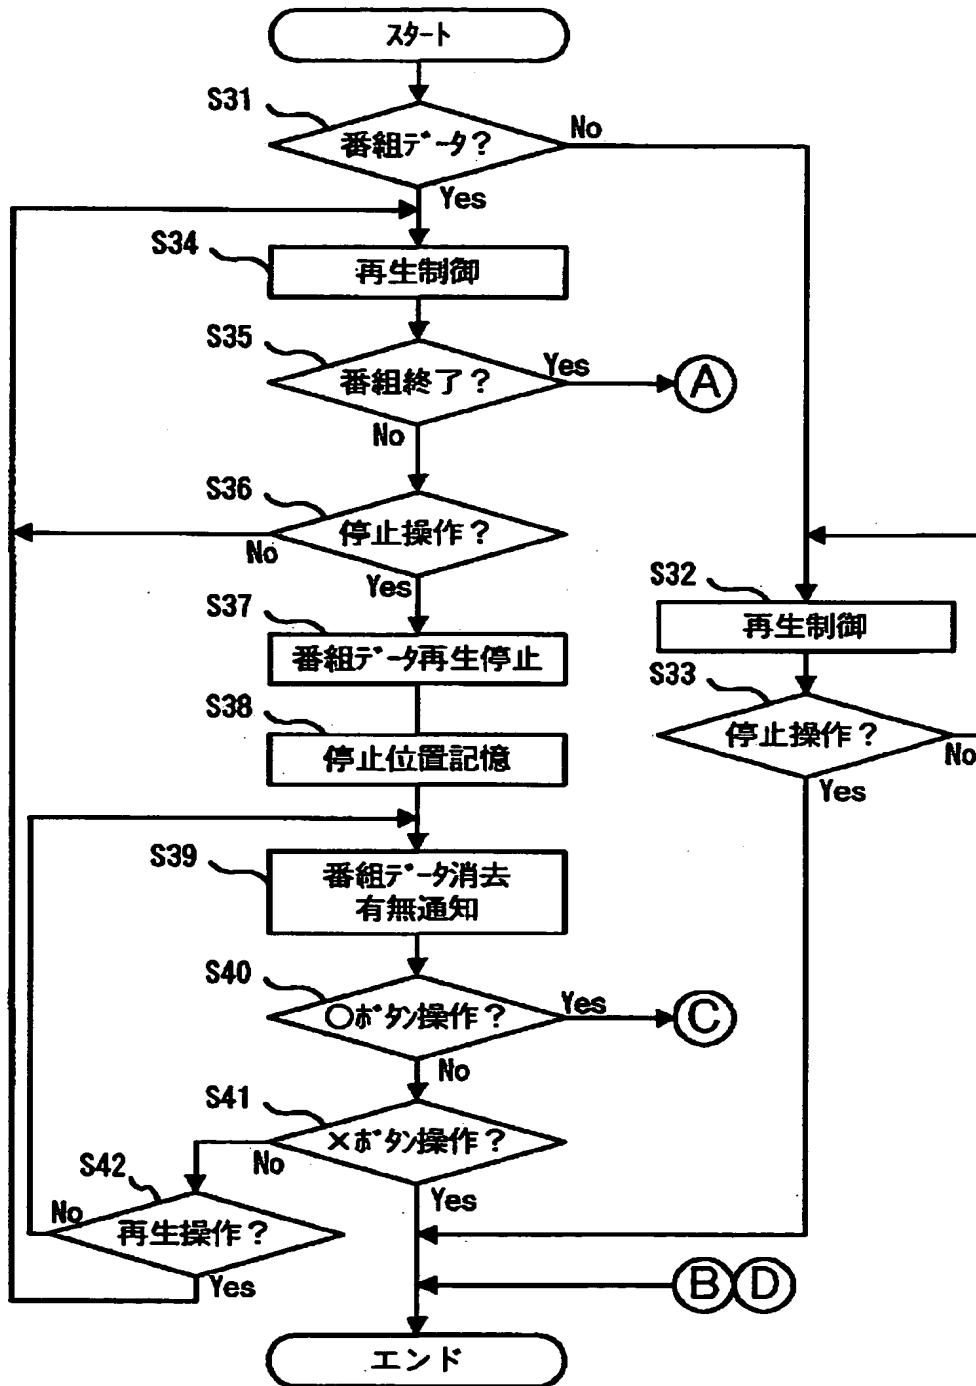 スタート
S31
番組データ?
No
Yes
S34
再生制御
S35
番組終了?
Yes
A
No
S36
停止操作?
No
Yes
S32
再生制御
S37
番組データ再生停止
S33
停止操作?
No
Yes
S38
停止位置記憶
S39
番組データ消去
有無通知
S40
○ボタン操作?
Yes
C
No
S41
×ボタン操作?
No
Yes
S42
再生操作?
No
Yes
B
D
エンド